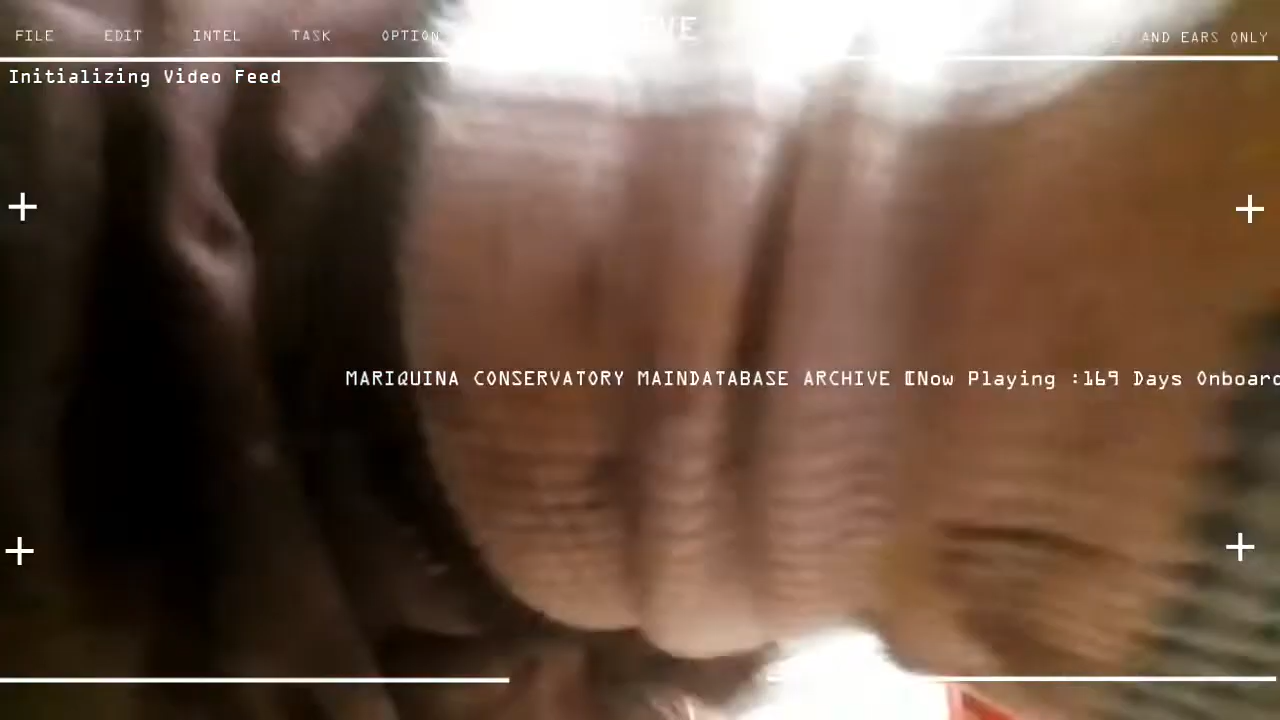 FILE EDIT INTEL TASK OPTION
AND EARS ONLY
Initializing Video Feed
MARIQUINA CONSERVATORY MAINDATABASE ARCHIVE [Now Playing :169 Days Onboard